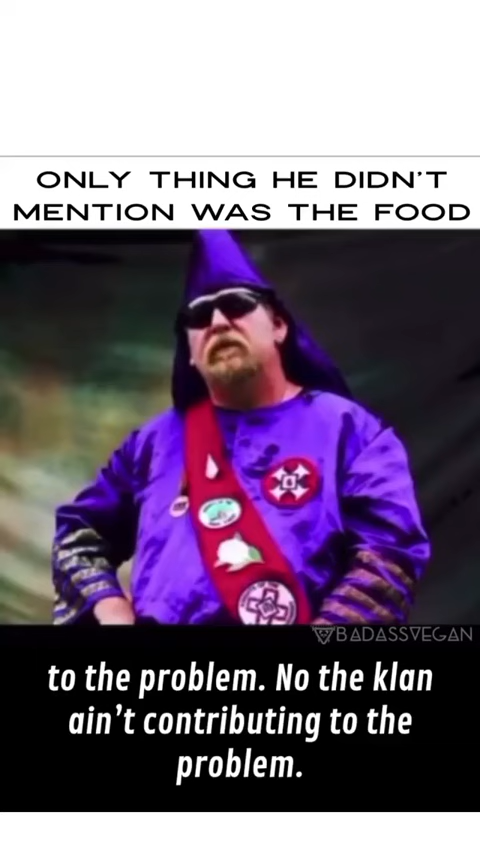 ONLY THING HE DIDN'T
MENTION WAS THE FOOD
BADASSVEGAN
to the problem. No the klan
ain't contributing to the
problem.